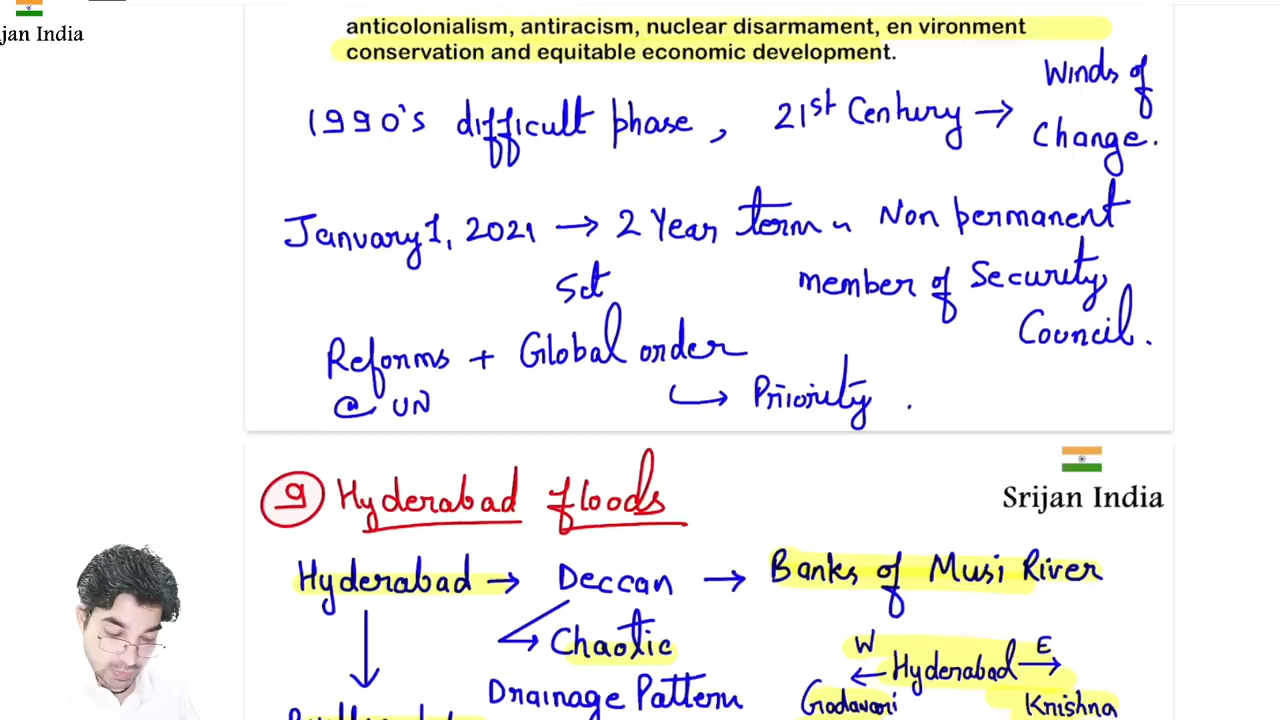 jan India
anticolonialism, antiracism, nuclear disarmament, en vironment
conservation and equitable economic development.
1990's difficult phase, 21st Century → Winds of
Change.
January 1, 2021 → 2 Year term Non permanent
Set member of Security
Council.
Reforms + Global order
@ UN → Priority.
9 Hyderabad floods
Srijan India
Hyderabad → Deccan → Banks of Musi River
→ Chaotic
Drainage Pattern
W ← Hyderabad → E
Godavari Krishna